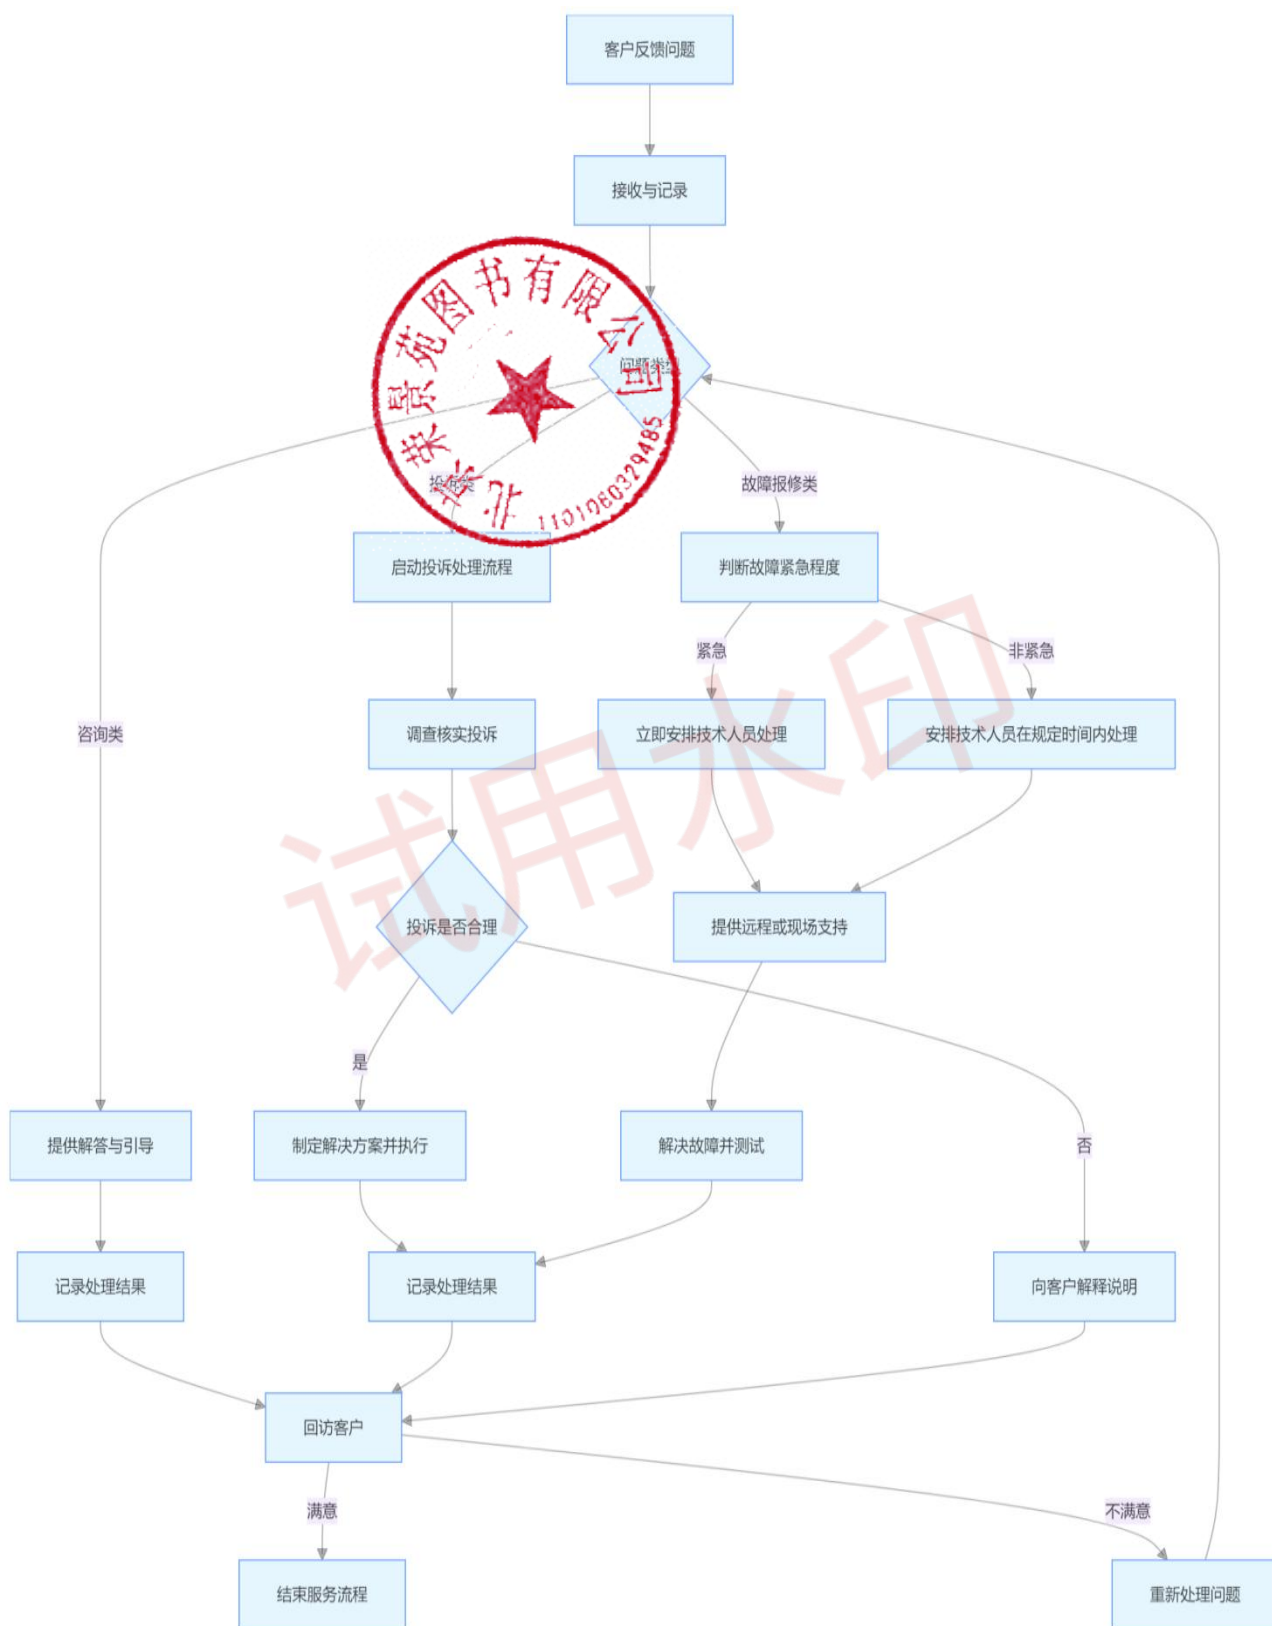 客户反馈问题
接收与记录
问题类型
北京荣景苑图书有限公司
1101080329485
投诉类
故障报修类
启动投诉处理流程
判断故障紧急程度
紧急
非紧急
咨询类
调查核实投诉
立即安排技术人员处理
安排技术人员在规定时间内处理
试用水印
投诉是否合理
提供远程或现场支持
是
否
提供解答与引导
制定解决方案并执行
解决故障并测试
记录处理结果
记录处理结果
向客户解释说明
回访客户
满意
不满意
结束服务流程
重新处理问题